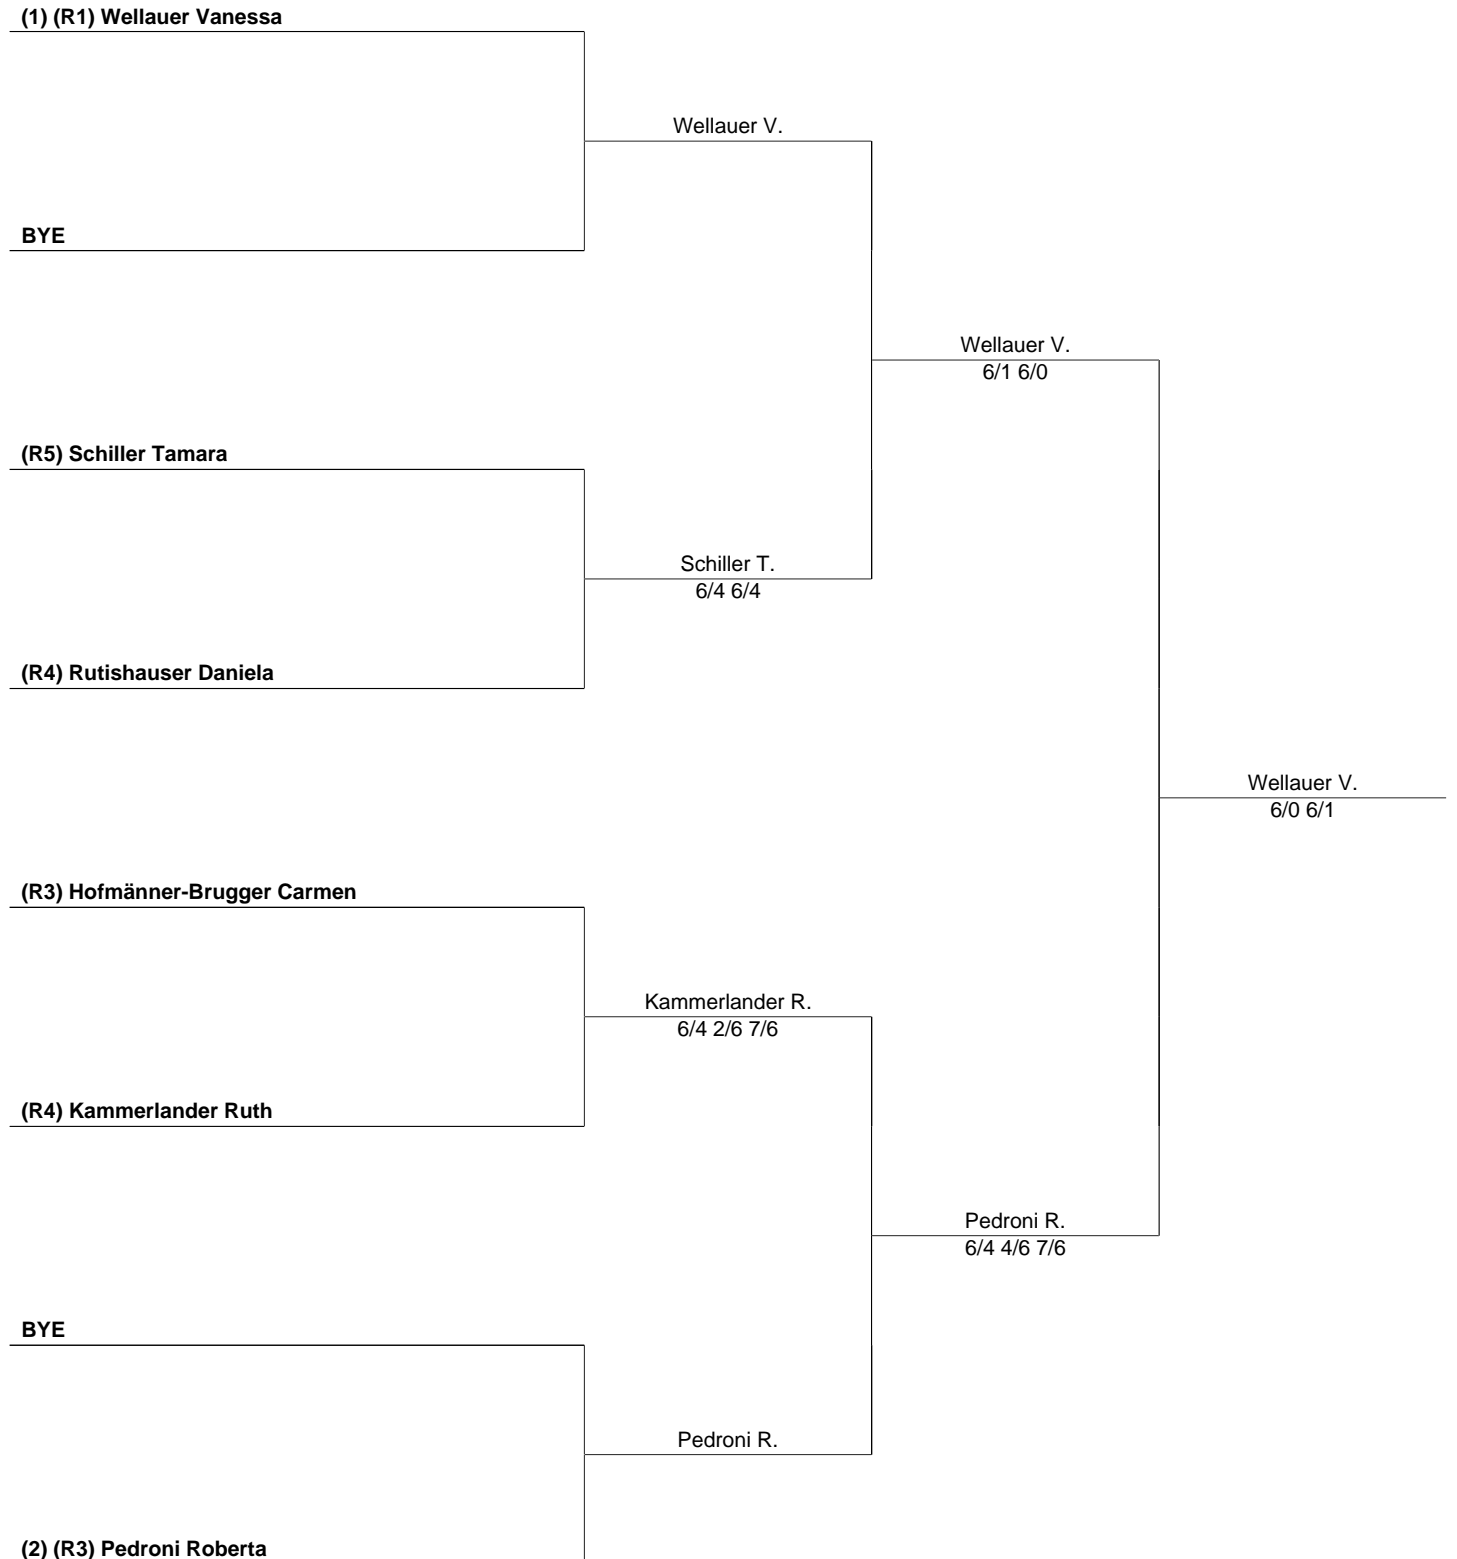 (1) (R1) Wellauer Vanessa
Wellauer V.
BYE
Wellauer V.
6/1 6/0
(R5) Schiller Tamara
Schiller T.
6/4 6/4
(R4) Rutishauser Daniela
Wellauer V.
6/0 6/1
(R3) Hofmänner-Brugger Carmen
Kammerlander R.
6/4 2/6 7/6
(R4) Kammerlander Ruth
Pedroni R.
6/4 4/6 7/6
BYE
Pedroni R.
(2) (R3) Pedroni Roberta